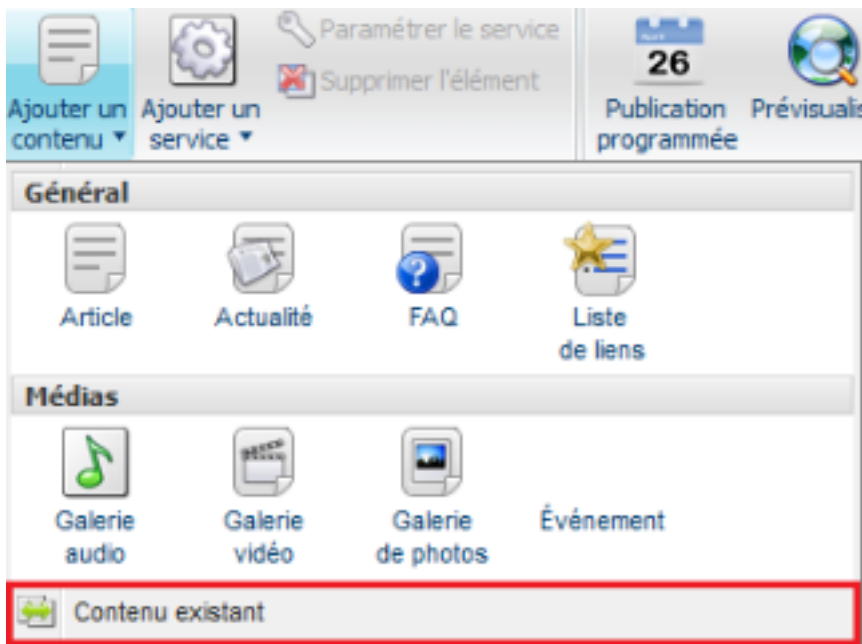 Paramétrer le service
Supprimer l'élément
Ajouter un
contenu
Ajouter un
service
26
Publication
programmée
Prévisualis
Général
Article
Actualité
FAQ
Liste
de liens
Médias
Galerie
audio
Galerie
vidéo
Galerie
de photos
Événement
Contenu existant